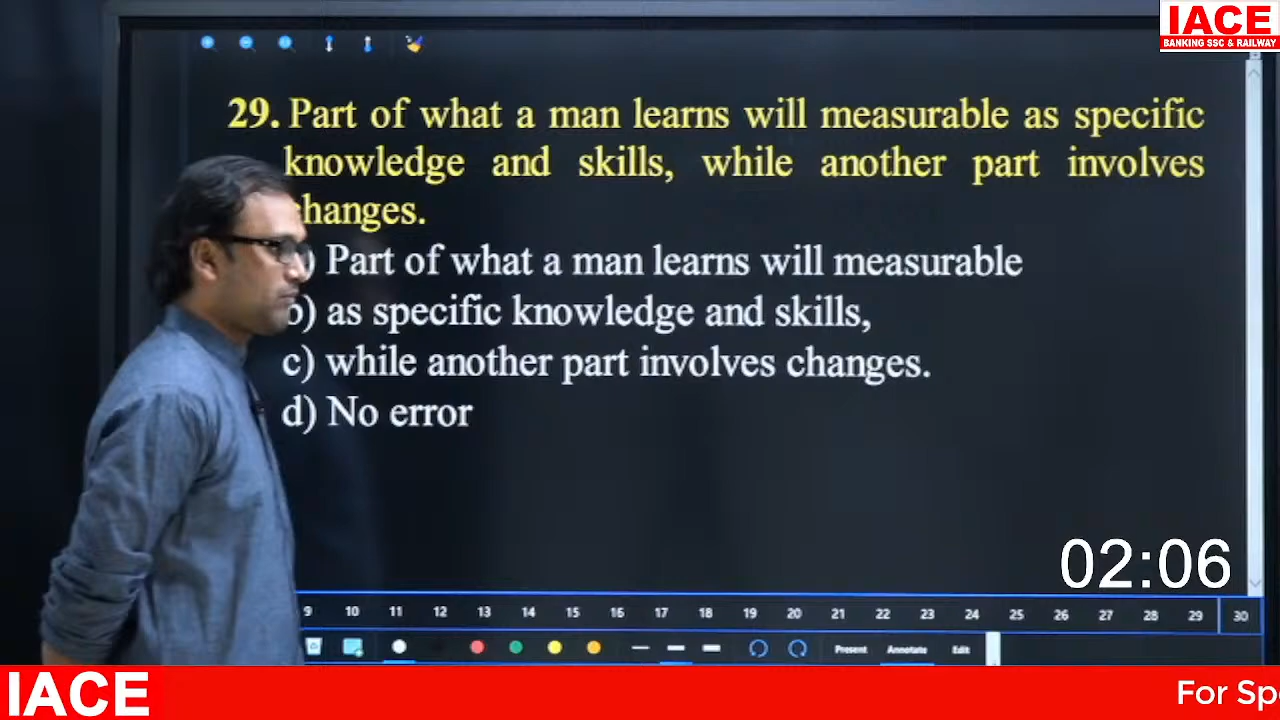 IACE
BANKING SSC & RAILWAY
29. Part of what a man learns will measurable as specific
knowledge and skills, while another part involves
changes.
) Part of what a man learns will measurable
b) as specific knowledge and skills,
c) while another part involves changes.
d) No error
02:06
9 10 11 12 13 14 15 16 17 18 19 20 21 22 23 24 25 26 27 28 29 30
Present Annotate Edit
IACE
For Spe